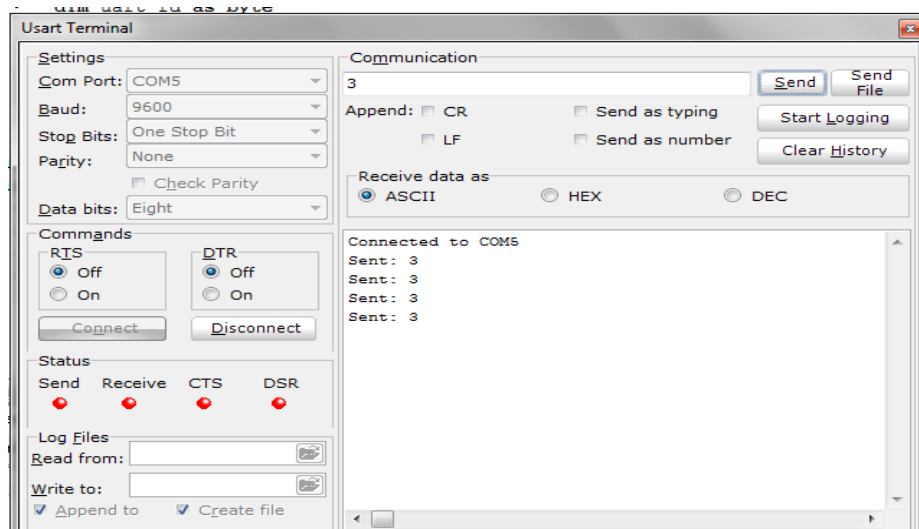 dim uart_rd as byte
Usart Terminal
Settings
Com Port: COM5
Baud: 9600
Stop Bits: One Stop Bit
Parity: None
Check Parity
Data bits: Eight
Commands
RTS
Off
On
DTR
Off
On
Connect
Disconnect
Status
Send Receive CTS DSR
Log Files
Read from:
Write to:
Append to Create file
Communication
3
Send
Send File
Append: CR Send as typing
LF Send as number
Start Logging
Clear History
Receive data as
ASCII HEX DEC
Connected to COM5
Sent: 3
Sent: 3
Sent: 3
Sent: 3